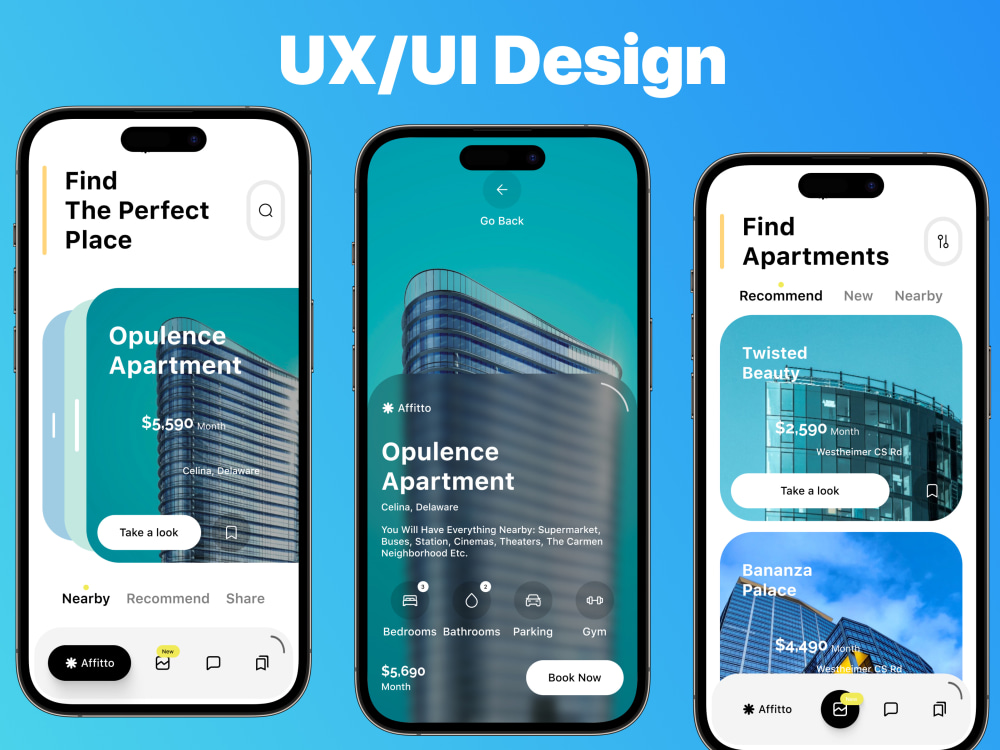 UX/UI Design
Find
The Perfect
Place
Opulence
Apartment
$5,590 Month
Celina, Delaware
Take a look
Nearby Recommend Share
Affitto
New
Go Back
Affitto
Opulence
Apartment
Celina, Delaware
You Will Have Everything Nearby: Supermarket,
Buses, Station, Cinemas, Theaters, The Carmen
Neighborhood Etc.
3
2
Bedrooms Bathrooms Parking Gym
$5,690
Month
Book Now
Find
Apartments
Recommend New Nearby
Twisted
Beauty
$2,590 Month
Westheimer CS Rd
Take a look
Bananza
Palace
$4,490 Month
Westheimer CS Rd
Affitto